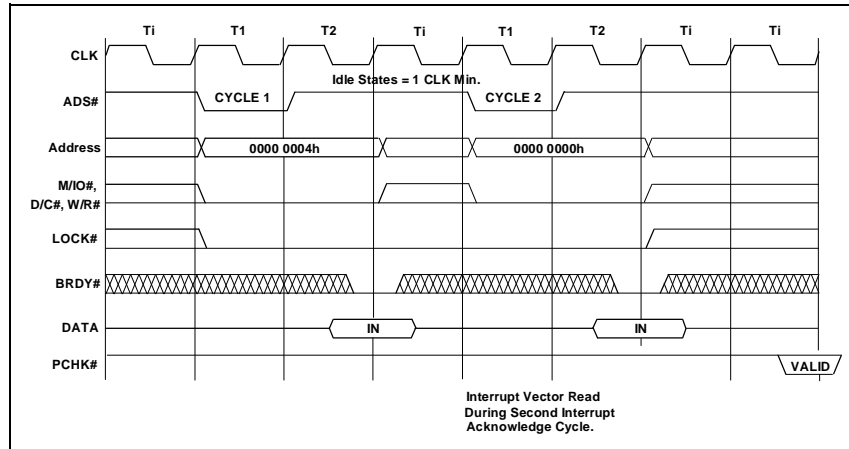 Ti T1 T2 Ti T1 T2 Ti Ti
CLK
Idle States = 1 CLK Min.
ADS# CYCLE 1 CYCLE 2
Address 0000 0004h 0000 0000h
M/IO#,
D/C#, W/R#
LOCK#
BRDY#
DATA IN IN
PCHK# VALID
Interrupt Vector Read
During Second Interrupt
Acknowledge Cycle.